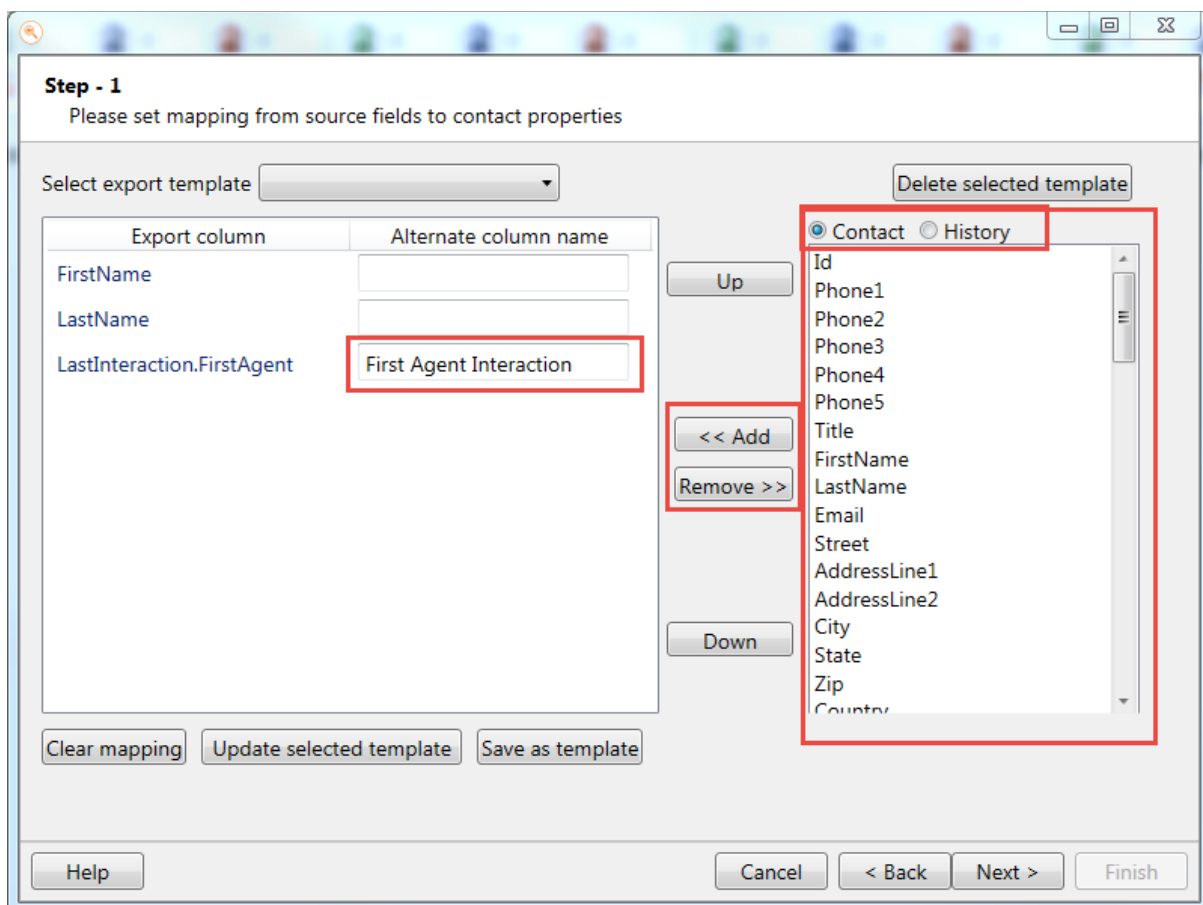 Step - 1
Please set mapping from source fields to contact properties
Select export template
Delete selected template
Export column Alternate column name
FirstName
LastName
LastInteraction.FirstAgent First Agent Interaction
Up
<< Add
Remove >>
Down
Contact History
Id
Phone1
Phone2
Phone3
Phone4
Phone5
Title
FirstName
LastName
Email
Street
AddressLine1
AddressLine2
City
State
Zip
Country
Clear mapping Update selected template Save as template
Help Cancel < Back Next > Finish